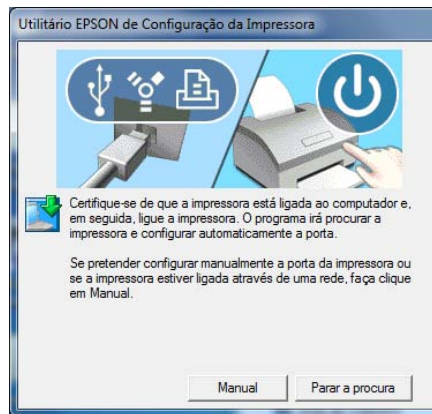 Utilitário EPSON de Configuração da Impressora
Certifique-se de que a impressora está ligada ao computador e,
em seguida, ligue a impressora. O programa irá procurar a
impressora e configurar automaticamente a porta.
Se pretender configurar manualmente a porta da impressora ou
se a impressora estiver ligada através de uma rede, faça clique
em Manual.
Manual
Parar a procura